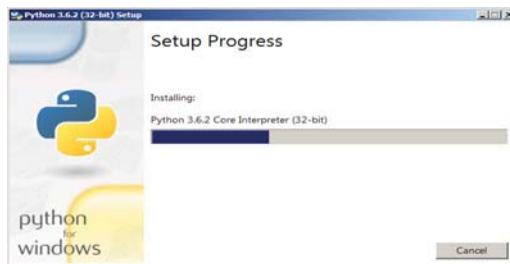 Python 3.6.2 (32-bit) Setup
Setup Progress
Installing:
Python 3.6.2 Core Interpreter (32-bit)
python
for
windows
Cancel